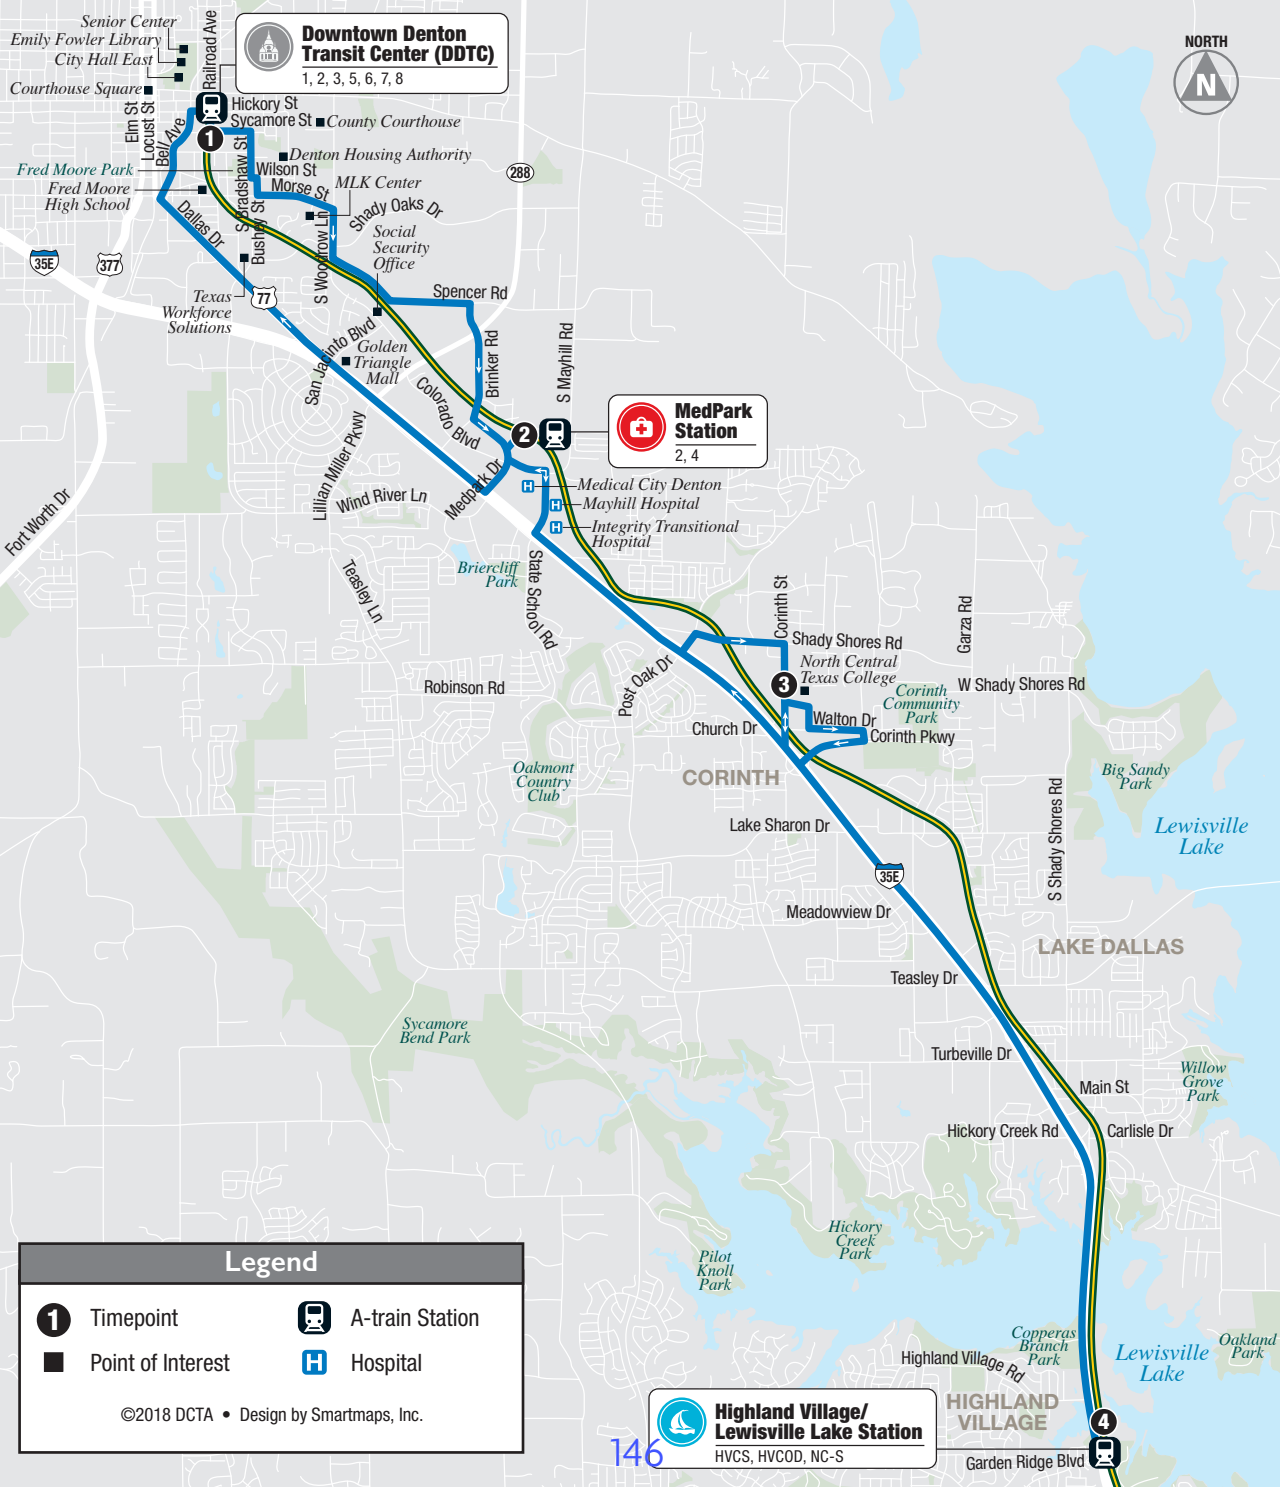 Senior Center
Emily Fowler Library
City Hall East
Courthouse Square
Railroad Ave
Downtown Denton
Transit Center (DDTC)
1, 2, 3, 5, 6, 7, 8
NORTH
N
Elm St
Locust St
Bell Ave
Hickory St
Sycamore St
County Courthouse
1
S Bradshaw St
Denton Housing Authority
Fred Moore Park
Wilson St
288
Fred Moore
High School
Morse St
MLK Center
Dallas Dr
Bushey St
S Woodrow Ln
Shady Oaks Dr
Social
Security
Office
35E
377
Texas
Workforce
Solutions
77
Spencer Rd
San Jacinto Blvd
Golden
Triangle
Mall
Brinker Rd
S Mayhill Rd
Colorado Blvd
2
MedPark
Station
2, 4
Lillian Miller Pkwy
Medpark Dr
Wind River Ln
H
Medical City Denton
H
Mayhill Hospital
H
Integrity Transitional
Hospital
Fort Worth Dr
Teasley Ln
Briercliff
Park
State School Rd
Corinth St
Garza Rd
Shady Shores Rd
North Central
Texas College
3
Post Oak Dr
Robinson Rd
Corinth
Community
Park
W Shady Shores Rd
Walton Dr
Corinth Pkwy
Church Dr
CORINTH
Oakmont
Country
Club
Big Sandy
Park
Lake Sharon Dr
S Shady Shores Rd
Lewisville
Lake
35E
Meadowview Dr
LAKE DALLAS
Teasley Dr
Sycamore
Bend Park
Turbeville Dr
Main St
Willow
Grove
Park
Hickory Creek Rd
Carlisle Dr
Hickory
Creek
Park
Pilot
Knoll
Park
Legend
1
Timepoint
A-train Station
Point of Interest
H
Hospital
©2018 DCTA • Design by Smartmaps, Inc.
Copperas
Branch
Park
Lewisville
Lake
Oakland
Park
Highland Village Rd
HIGHLAND
VILLAGE
Highland Village/
Lewisville Lake Station
HVCS, HVCOD, NC-S
4
Garden Ridge Blvd
146